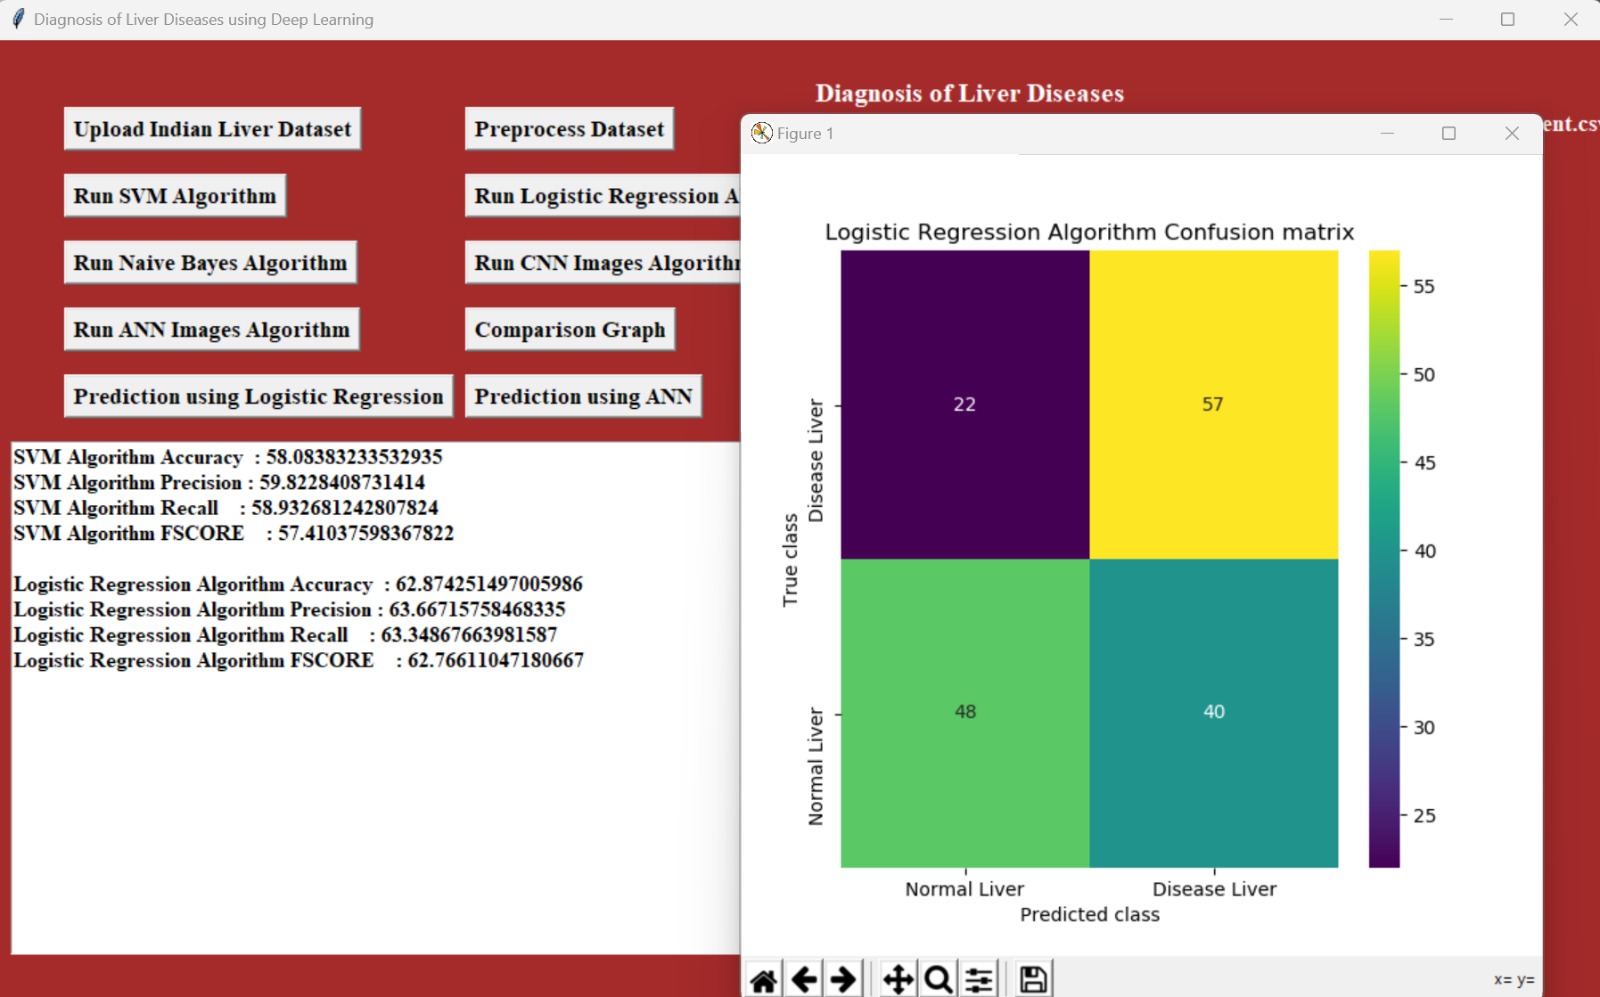 Diagnosis of Liver Diseases using Deep Learning
Diagnosis of Liver Diseases
ent.csv
Upload Indian Liver Dataset
Preprocess Dataset
Run SVM Algorithm
Run Logistic Regression A
Run Naive Bayes Algorithm
Run CNN Images Algorith
Run ANN Images Algorithm
Comparison Graph
Prediction using Logistic Regression
Prediction using ANN
SVM Algorithm Accuracy : 58.08383233532935
SVM Algorithm Precision : 59.8228408731414
SVM Algorithm Recall : 58.932681242807824
SVM Algorithm FSCORE : 57.41037598367822
Logistic Regression Algorithm Accuracy : 62.874251497005986
Logistic Regression Algorithm Precision : 63.66715758468335
Logistic Regression Algorithm Recall : 63.34867663981587
Logistic Regression Algorithm FSCORE : 62.76611047180667
Figure 1
Logistic Regression Algorithm Confusion matrix
True class
Disease Liver
Normal Liver
22
57
48
40
Normal Liver
Disease Liver
Predicted class
55
50
45
40
35
30
25
x= y=